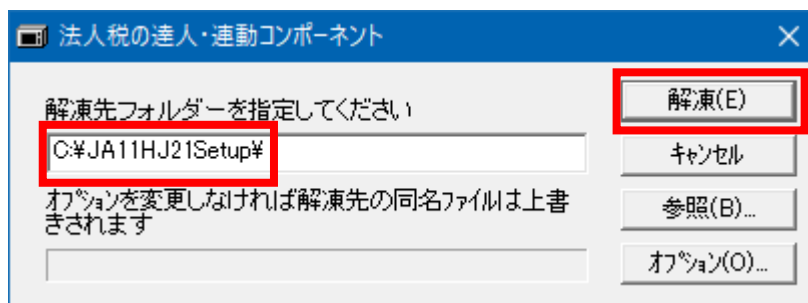 法人税の達人・連動コンポーネント
解凍先フォルダーを指定してください
解凍(E)
C:¥JA11HJ21Setup¥
キャンセル
オプションを変更しなければ解凍先の同名ファイルは上書
きされます
参照(B)...
オプション(O)...